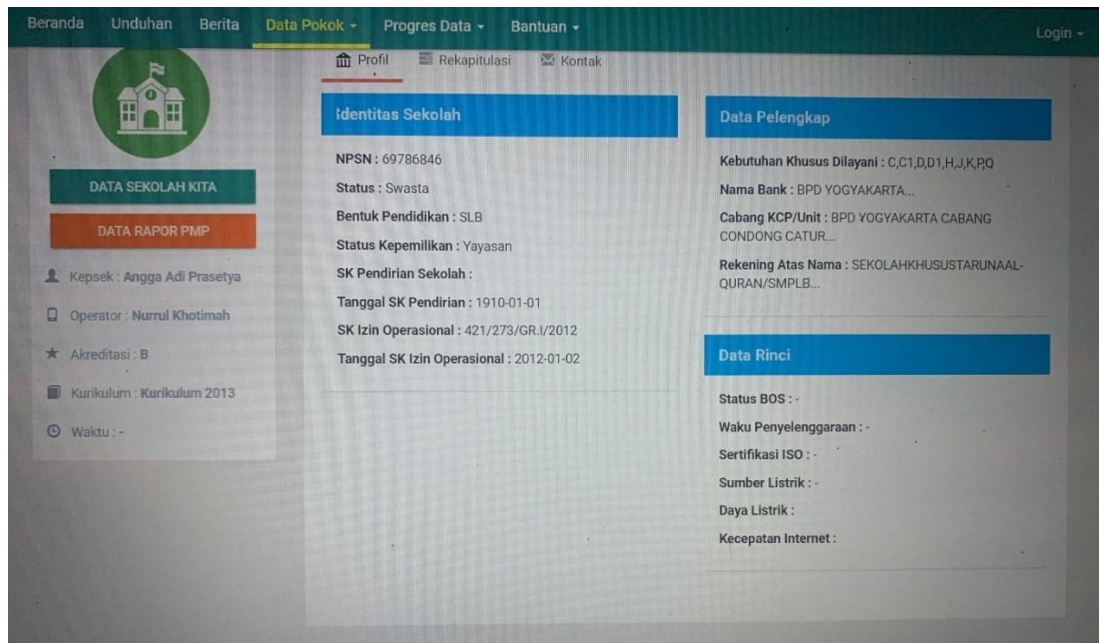 Beranda Unduhan Berita Data Pokok Progres Data Bantuan Login
Profil Rekapitulasi Kontak
DATA SEKOLAH KITA
DATA RAPOR PMP
Kepsek : Angga Adi Prasetya
Operator : Nurrul Khotimah
Akreditasi : B
Kurikulum : Kurikulum 2013
Waktu : -
Identitas Sekolah
NPSN : 69786846
Status : Swasta
Bentuk Pendidikan : SLB
Status Kepemilikan : Yayasan
SK Pendirian Sekolah :
Tanggal SK Pendirian : 1910-01-01
SK Izin Operasional : 421/273/GR.I/2012
Tanggal SK Izin Operasional : 2012-01-02
Data Pelengkap
Kebutuhan Khusus Dilayani : C,C1,D,D1,H,J,K,P,Q
Nama Bank : BPD YOGYAKARTA...
Cabang KCP/Unit : BPD YOGYAKARTA CABANG
CONDONG CATUR...
Rekening Atas Nama : SEKOLAHKHUSUSTARUNAAL-
QURAN/SMPLB...
Data Rinci
Status BOS : -
Waku Penyelenggaraan : -
Sertifikasi ISO : -
Sumber Listrik : -
Daya Listrik :
Kecepatan Internet :